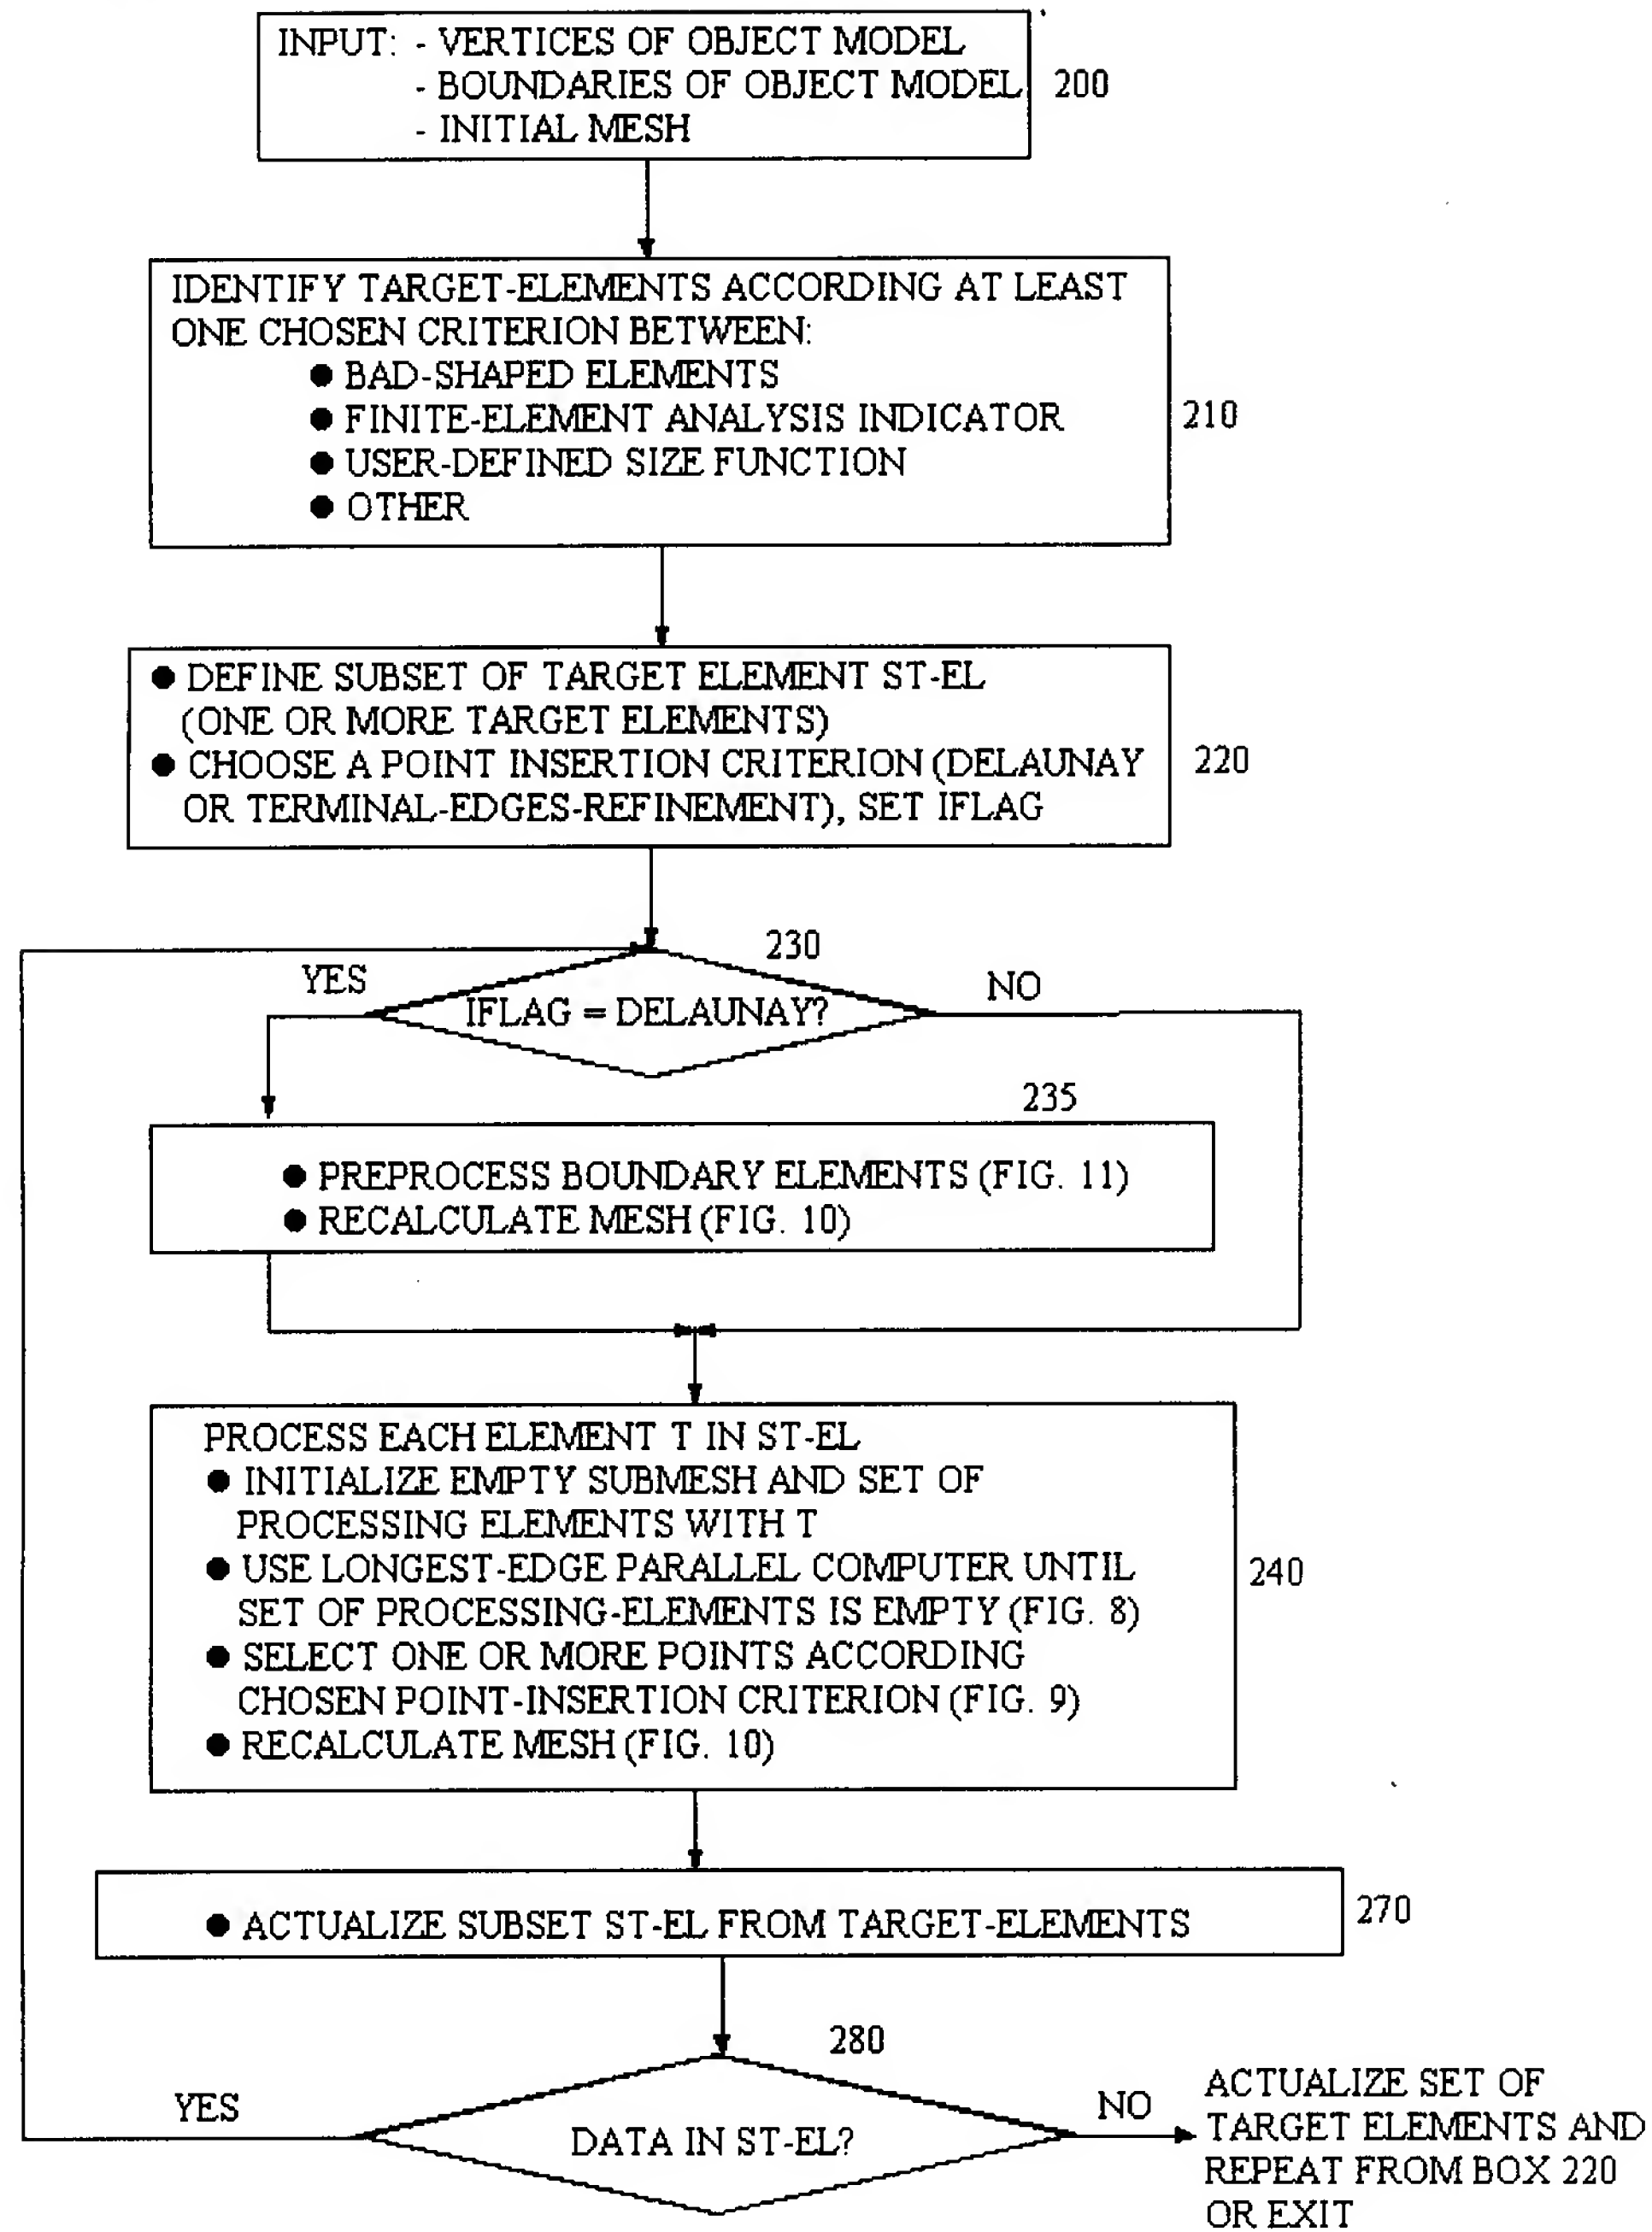 INPUT: - VERTICES OF OBJECT MODEL
- BOUNDARIES OF OBJECT MODEL
- INITIAL MESH
200
IDENTIFY TARGET-ELEMENTS ACCORDING AT LEAST
ONE CHOSEN CRITERION BETWEEN:
● BAD-SHAPED ELEMENTS
● FINITE-ELEMENT ANALYSIS INDICATOR
● USER-DEFINED SIZE FUNCTION
● OTHER
210
● DEFINE SUBSET OF TARGET ELEMENT ST-EL
(ONE OR MORE TARGET ELEMENTS)
● CHOOSE A POINT INSERTION CRITERION (DELAUNAY
OR TERMINAL-EDGES-REFINEMENT), SET IFLAG
220
230
YES
NO
IFLAG = DELAUNAY?
235
● PREPROCESS BOUNDARY ELEMENTS (FIG. 11)
● RECALCULATE MESH (FIG. 10)
PROCESS EACH ELEMENT T IN ST-EL
● INITIALIZE EMPTY SUBMESH AND SET OF
PROCESSING ELEMENTS WITH T
● USE LONGEST-EDGE PARALLEL COMPUTER UNTIL
SET OF PROCESSING-ELEMENTS IS EMPTY (FIG. 8)
● SELECT ONE OR MORE POINTS ACCORDING
CHOSEN POINT-INSERTION CRITERION (FIG. 9)
● RECALCULATE MESH (FIG. 10)
240
● ACTUALIZE SUBSET ST-EL FROM TARGET-ELEMENTS
270
280
YES
DATA IN ST-EL?
NO
ACTUALIZE SET OF
TARGET ELEMENTS AND
REPEAT FROM BOX 220
OR EXIT